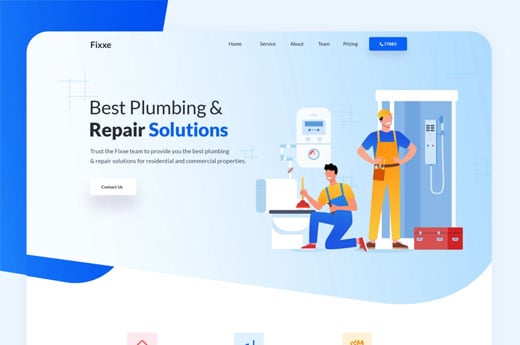 Fixxe
Home Service About Team Pricing 77983
Best Plumbing &
Repair Solutions
Trust the Fixxe team to provide you the best plumbing
& repair solutions for residential and commercial properties.
Contact Us